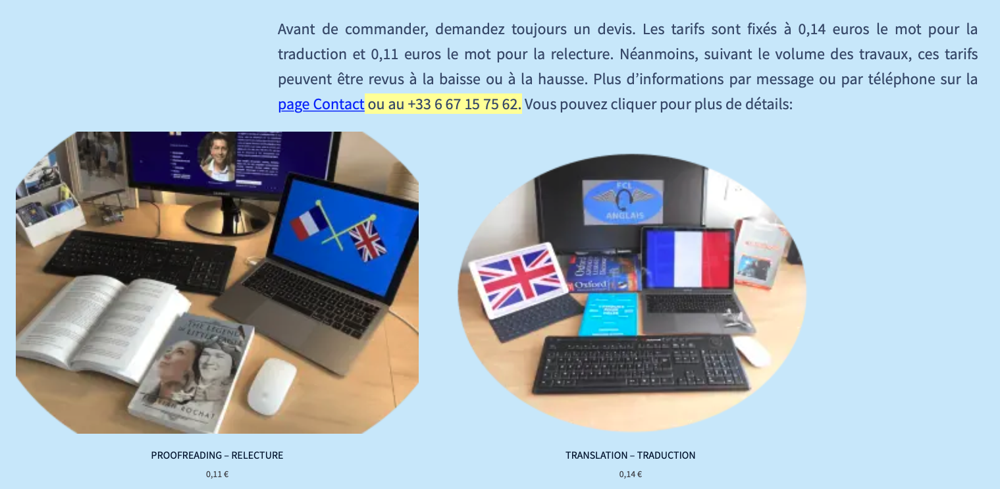 Avant de commander, demandez toujours un devis. Les tarifs sont fixés à 0,14 euros le mot pour la
traduction et 0,11 euros le mot pour la relecture. Néanmoins, suivant le volume des travaux, ces tarifs
peuvent être revus à la baisse ou à la hausse. Plus d’informations par message ou par téléphone sur la
page Contact ou au +33 6 67 15 75 62. Vous pouvez cliquer pour plus de détails:
THE LEGEND
LITTLE EAGLE
ROCHAT
FCL
ANGLAIS
Oxford
Oxford
PROOFREADING – RELECTURE
0,11 €
TRANSLATION – TRADUCTION
0,14 €